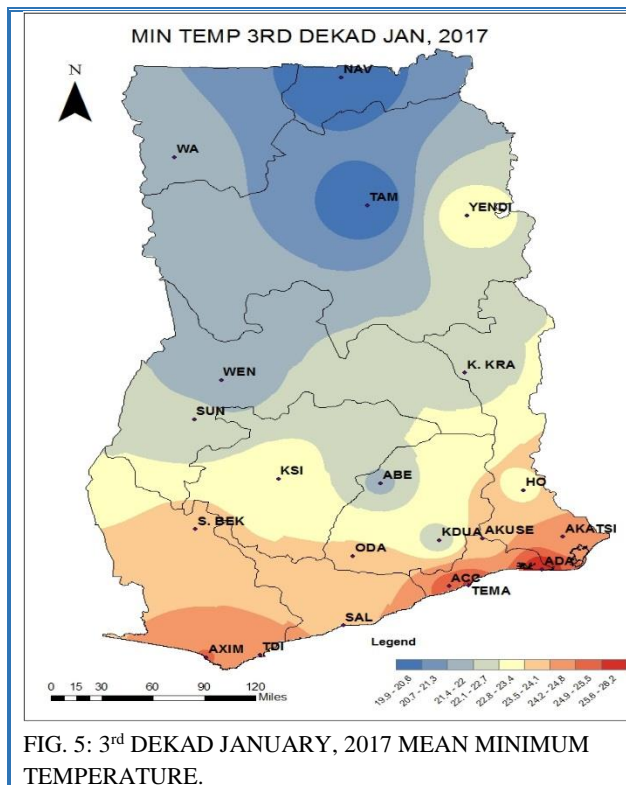 MIN TEMP 3RD DEKAD JAN, 2017
N
NAV
WA
TAM
YENDI
WEN
K. KRA
SUN
KSI
ABE
HO
S. BEK
KDUA
AKUSE
AKATSI
ODA
ADA
ACC
TEMA
SAL
AXIM
TDI
Legend
0 15 30 60 90 120
Miles
19.9 - 20.6
20.7 - 21.3
21.4 - 22
22.1 - 22.7
22.8 - 23.4
23.5 - 24.1
24.2 - 24.8
24.9 - 25.5
25.6 - 26.2
FIG. 5: 3rd DEKAD JANUARY, 2017 MEAN MINIMUM
TEMPERATURE.